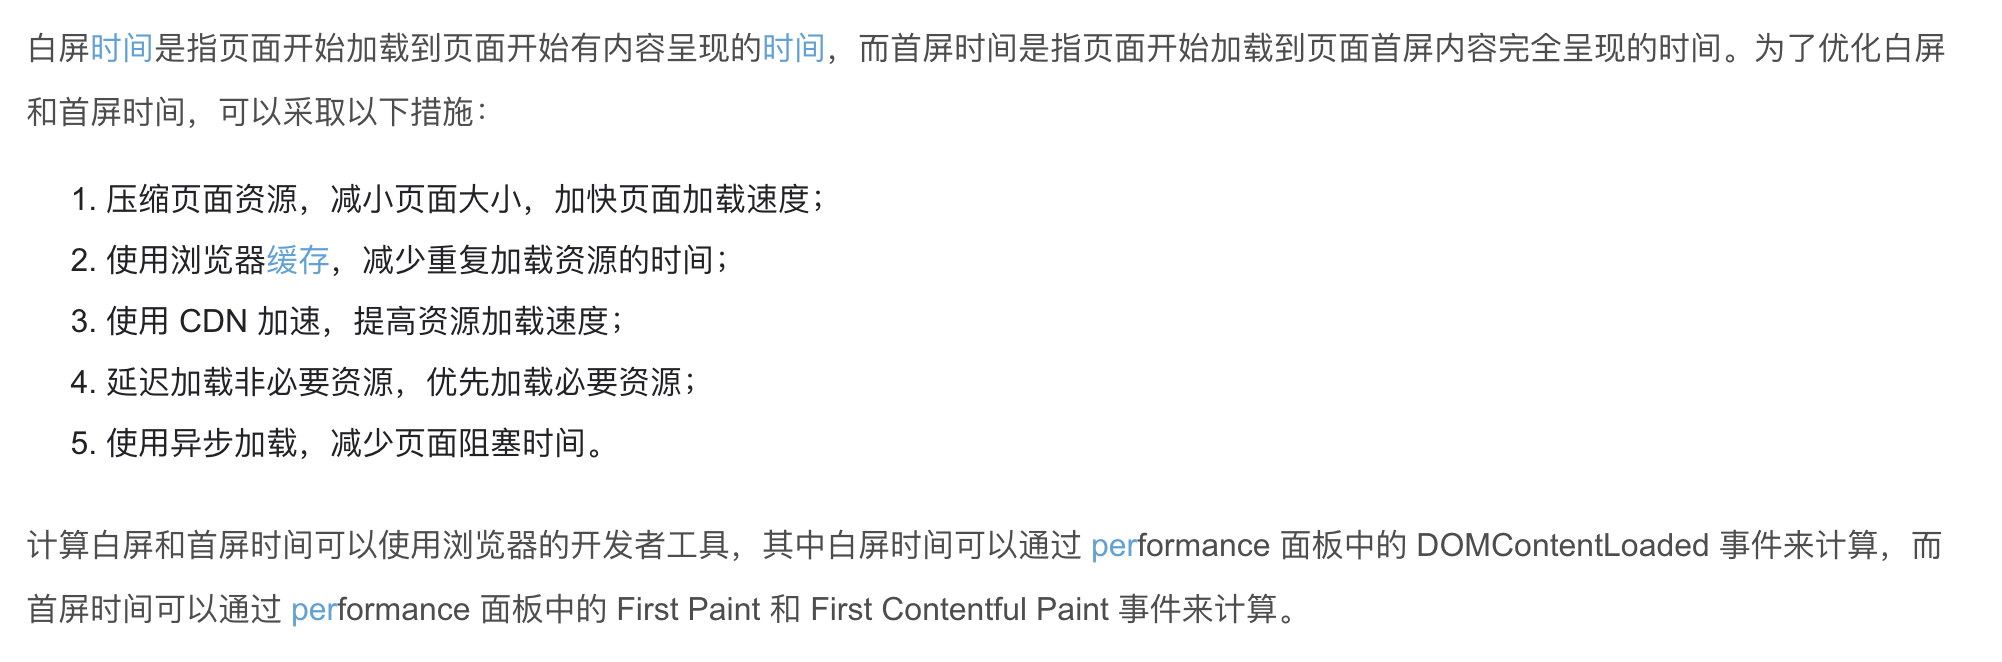 白屏时间是指页面开始加载到页面开始有内容呈现的时间，而首屏时间是指页面开始加载到页面首屏内容完全呈现的时间。为了优化白屏
和首屏时间，可以采取以下措施：
1. 压缩页面资源，减小页面大小，加快页面加载速度；
2. 使用浏览器缓存，减少重复加载资源的时间；
3. 使用 CDN 加速，提高资源加载速度；
4. 延迟加载非必要资源，优先加载必要资源；
5. 使用异步加载，减少页面阻塞时间。
计算白屏和首屏时间可以使用浏览器的开发者工具，其中白屏时间可以通过 performance 面板中的 DOMContentLoaded 事件来计算，而
首屏时间可以通过 performance 面板中的 First Paint 和 First Contentful Paint 事件来计算。